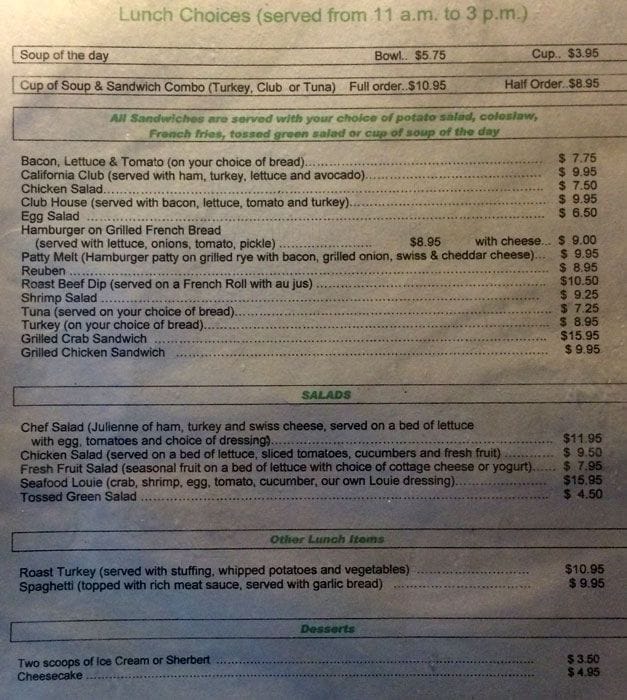 Lunch Choices (served from 11 a.m. to 3 p.m.)
Soup of the day Bowl.. $5.75 Cup.. $3.95
Cup of Soup & Sandwich Combo (Turkey, Club or Tuna) Full order..$10.95 Half Order..$8.95
All Sandwiches are served with your choice of potato salad, coleslaw,
French fries, tossed green salad or cup of soup of the day
Bacon, Lettuce & Tomato (on your choice of bread)... $ 7.75
California Club (served with ham, turkey, lettuce and avocado)... $ 9.95
Chicken Salad... $ 7.50
Club House (served with bacon, lettuce, tomato and turkey)... $ 9.95
Egg Salad ... $ 6.50
Hamburger on Grilled French Bread
(served with lettuce, onions, tomato, pickle) ... $8.95 with cheese... $ 9.00
Patty Melt (Hamburger patty on grilled rye with bacon, grilled onion, swiss & cheddar cheese)... $ 9.95
Reuben ... $ 8.95
Roast Beef Dip (served on a French Roll with au jus) ... $10.50
Shrimp Salad ... $ 9.25
Tuna (served on your choice of bread)... $ 7.25
Turkey (on your choice of bread)... $ 8.95
Grilled Crab Sandwich ... $15.95
Grilled Chicken Sandwich ... $ 9.95
SALADS
Chef Salad (Julienne of ham, turkey and swiss cheese, served on a bed of lettuce
with egg, tomatoes and choice of dressing)... $11.95
Chicken Salad (served on a bed of lettuce, sliced tomatoes, cucumbers and fresh fruit) ... $ 9.50
Fresh Fruit Salad (seasonal fruit on a bed of lettuce with choice of cottage cheese or yogurt)... $ 7.95
Seafood Louie (crab, shrimp, egg, tomato, cucumber, our own Louie dressing)... $15.95
Tossed Green Salad ... $ 4.50
Other Lunch Items
Roast Turkey (served with stuffing, whipped potatoes and vegetables) ... $10.95
Spaghetti (topped with rich meat sauce, served with garlic bread) ... $ 9.95
Desserts
Two scoops of Ice Cream or Sherbert ... $ 3.50
Cheesecake ... $ 4.95